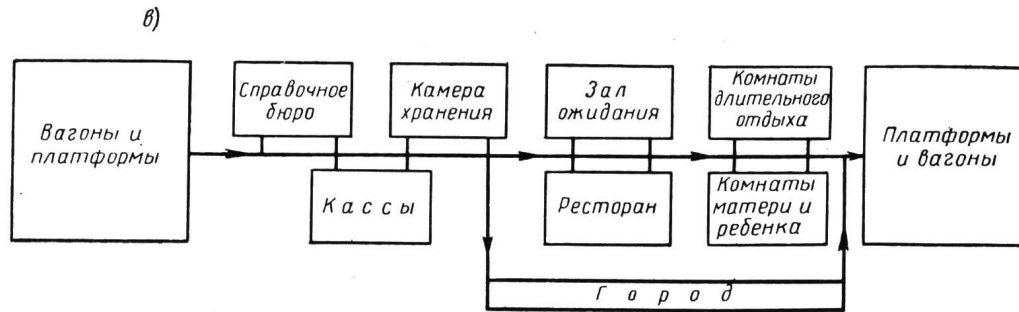 в)
Вагоны и
платформы
Справочное
бюро
Кассы
Камера
хранения
Зал
ожидания
Ресторан
Комнаты
длительного
отдыха
Комнаты
матери и
ребенка
Платформы
и вагоны
Город